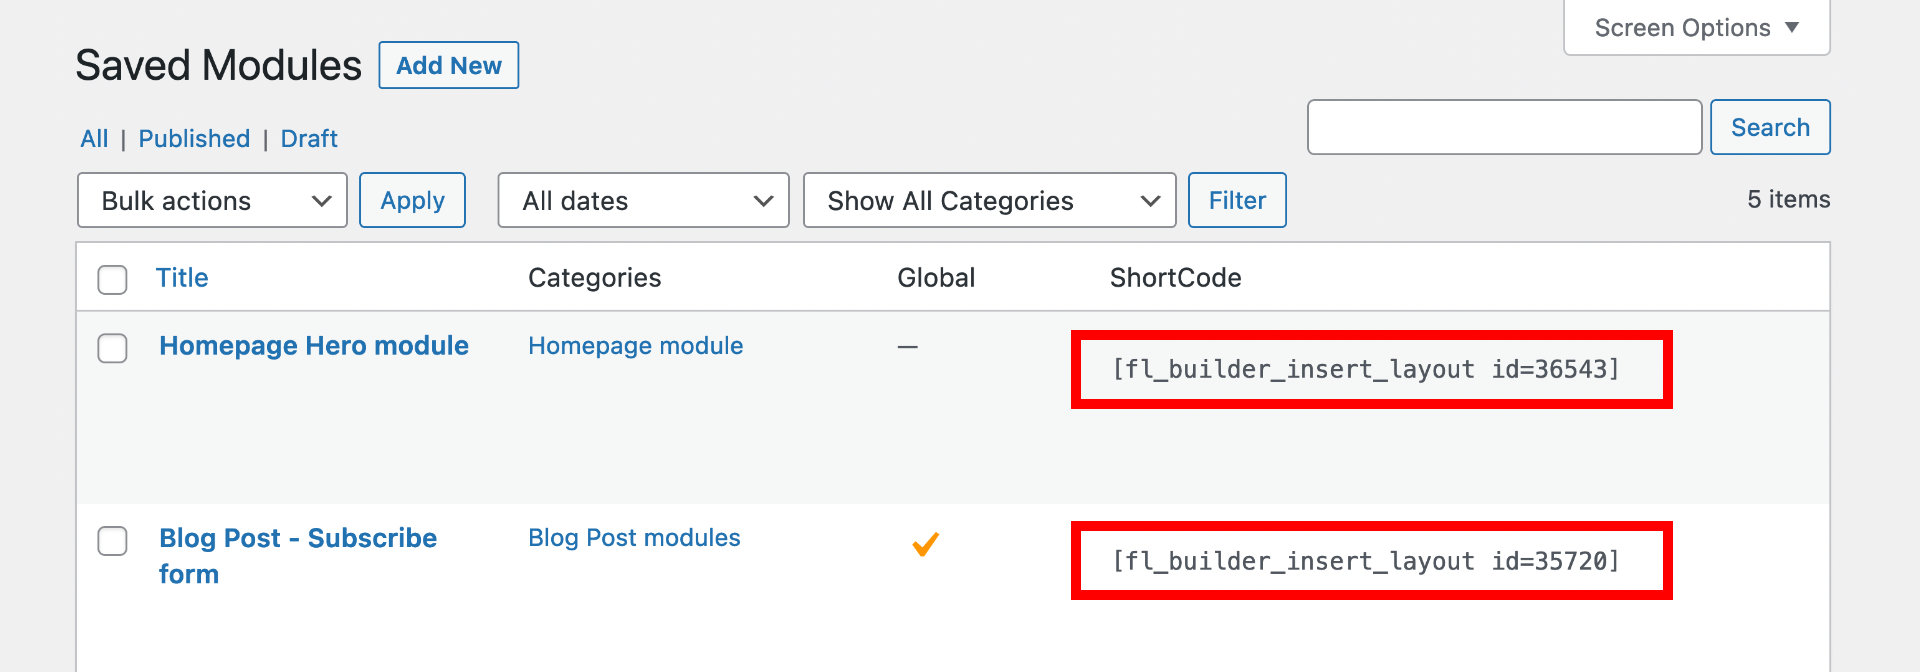 Screen Options ▼
Saved Modules Add New
Search
All | Published | Draft
Bulk actions Apply All dates Show All Categories Filter 5 items
Title Categories Global ShortCode
Homepage Hero module Homepage module — [fl_builder_insert_layout id=36543]
Blog Post - Subscribe Blog Post modules ✓ [fl_builder_insert_layout id=35720]
form